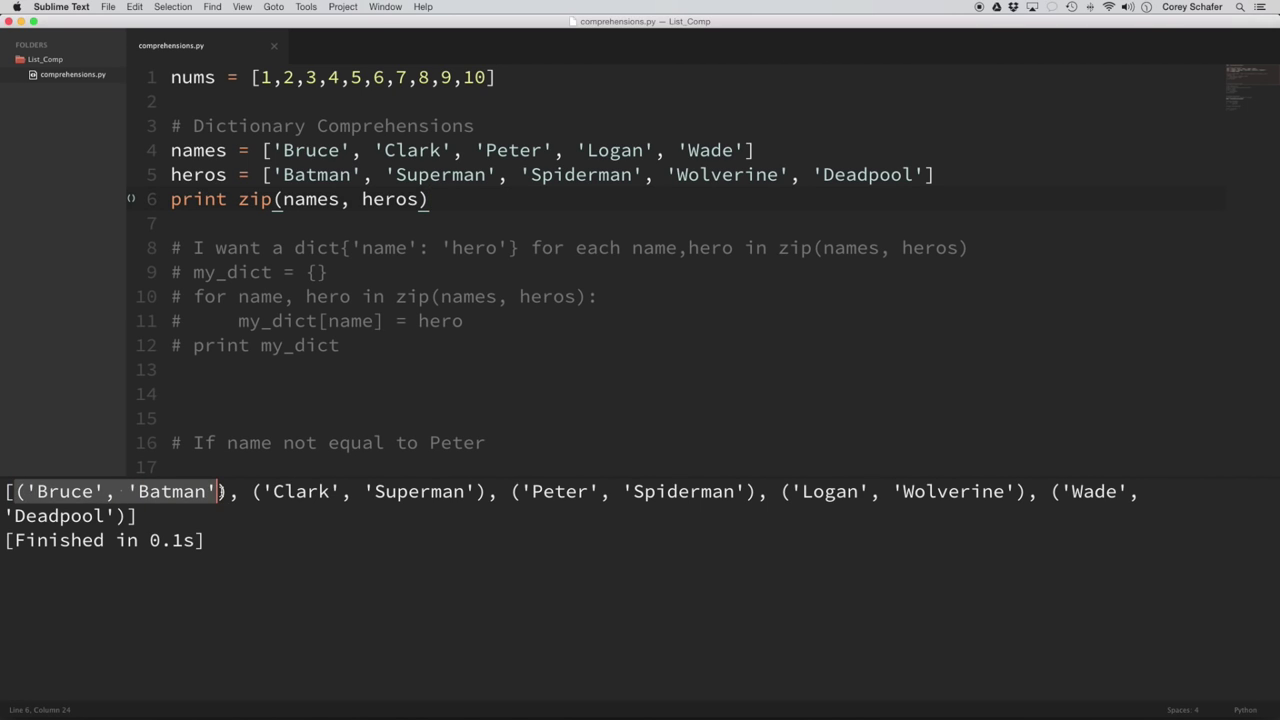 Sublime Text File Edit Selection Find View Goto Tools Project Window Help Corey Schafer
comprehensions.py — List_Comp
FOLDERS
List_Comp
comprehensions.py
comprehensions.py
1 nums = [1,2,3,4,5,6,7,8,9,10]
2
3 # Dictionary Comprehensions
4 names = ['Bruce', 'Clark', 'Peter', 'Logan', 'Wade']
5 heros = ['Batman', 'Superman', 'Spiderman', 'Wolverine', 'Deadpool']
6 print zip(names, heros)
7
8 # I want a dict{'name': 'hero'} for each name,hero in zip(names, heros)
9 # my_dict = {}
10 # for name, hero in zip(names, heros):
11 #     my_dict[name] = hero
12 # print my_dict
13
14
15
16 # If name not equal to Peter
17
[('Bruce', 'Batman'), ('Clark', 'Superman'), ('Peter', 'Spiderman'), ('Logan', 'Wolverine'), ('Wade',
'Deadpool')]
[Finished in 0.1s]
Line 6, Column 24 Spaces: 4 Python